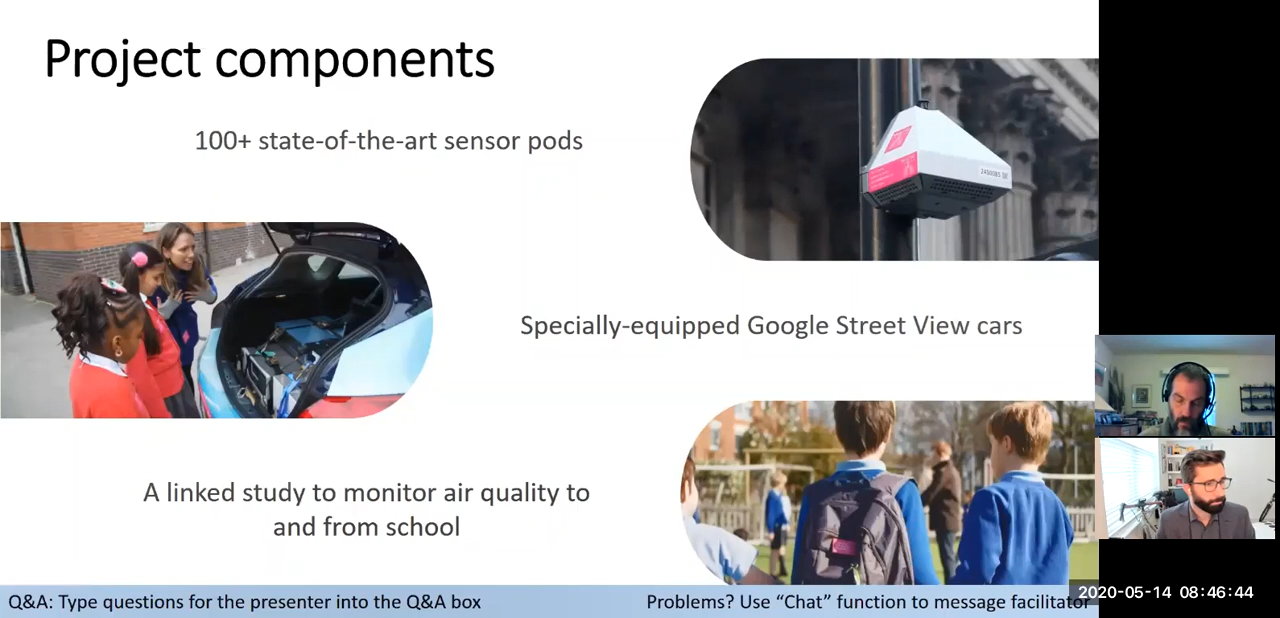 Project components
100+ state-of-the-art sensor pods
2450085
Specially-equipped Google Street View cars
A linked study to monitor air quality to
and from school
Q&A: Type questions for the presenter into the Q&A box
Problems? Use “Chat” function to message facilitator
2020-05-14 08:46:44